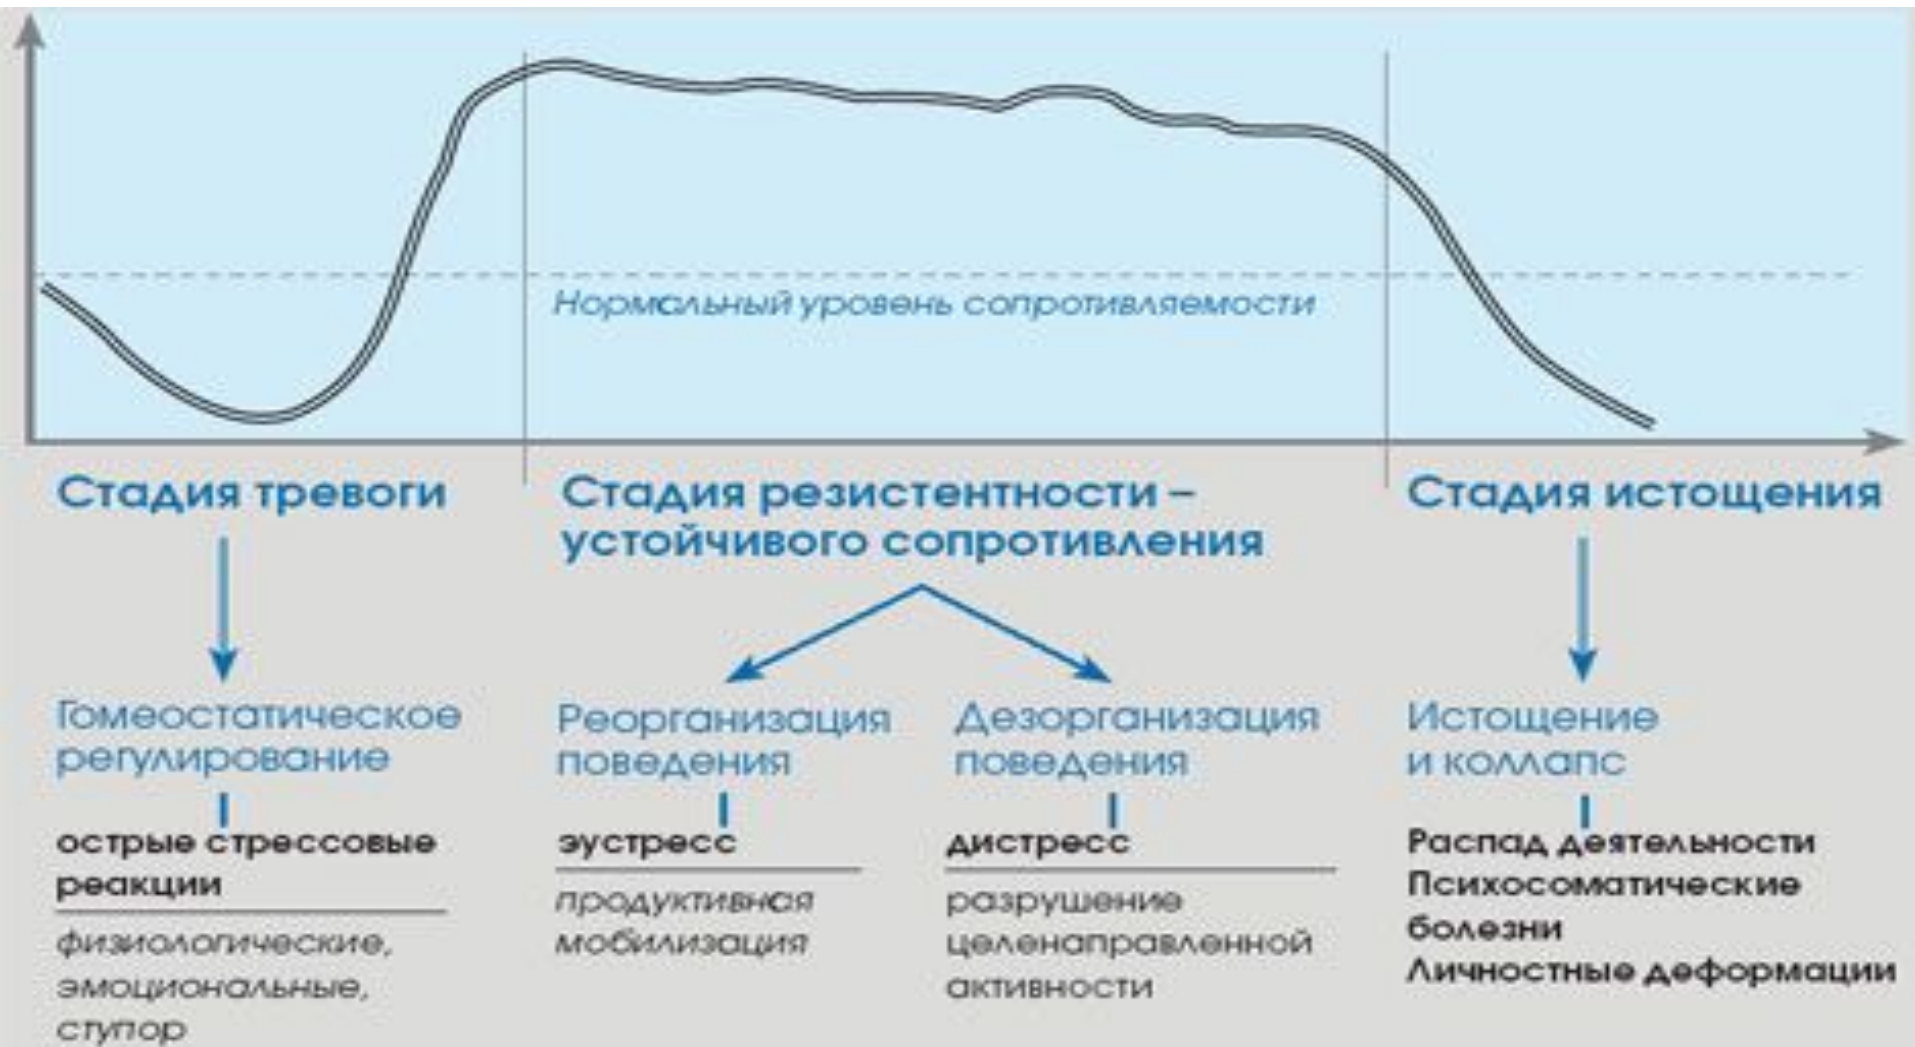 Нормальный уровень сопротивляемости
Стадия тревоги
Стадия резистентности –
устойчивого сопротивления
Стадия истощения
Гомеостатическое
регулирование
Реорганизация
поведения
Дезорганизация
поведения
Истощение
и коллапс
острые стрессовые
реакции
физиологические,
эмоциональные,
ступор
эустресс
продуктивная
мобилизация
дистресс
разрушение
целенаправленной
активности
Распад деятельности
Психосоматические
болезни
Личностные деформации